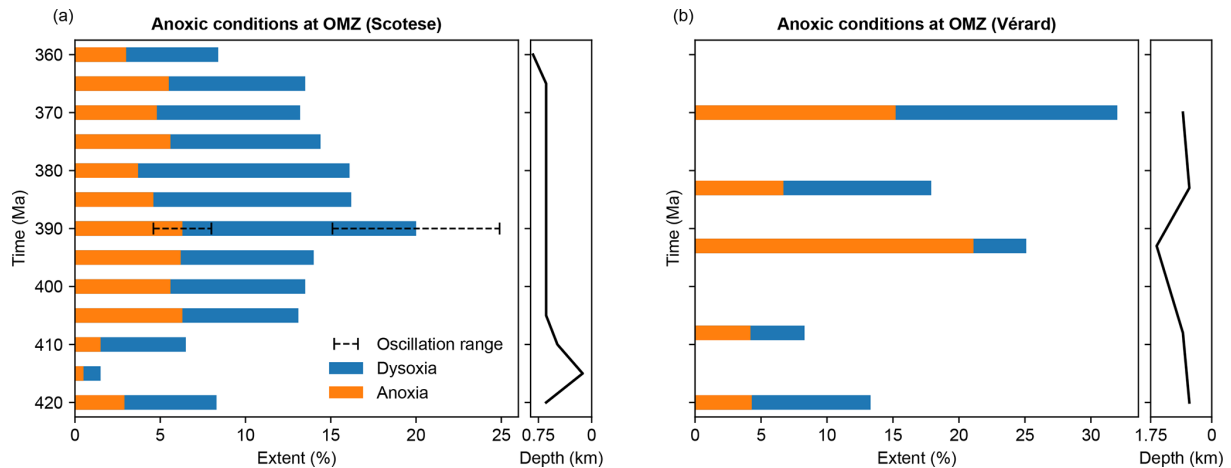 (a)
Anoxic conditions at OMZ (Scotese)
Time (Ma)
360
370
380
390
400
410
420
Oscillation range
Dysoxia
Anoxia
0 5 10 15 20 25
Extent (%)
0.75 0
Depth (km)
(b)
Anoxic conditions at OMZ (Vérard)
Time (Ma)
0 5 10 15 20 25 30
Extent (%)
1.75 0
Depth (km)